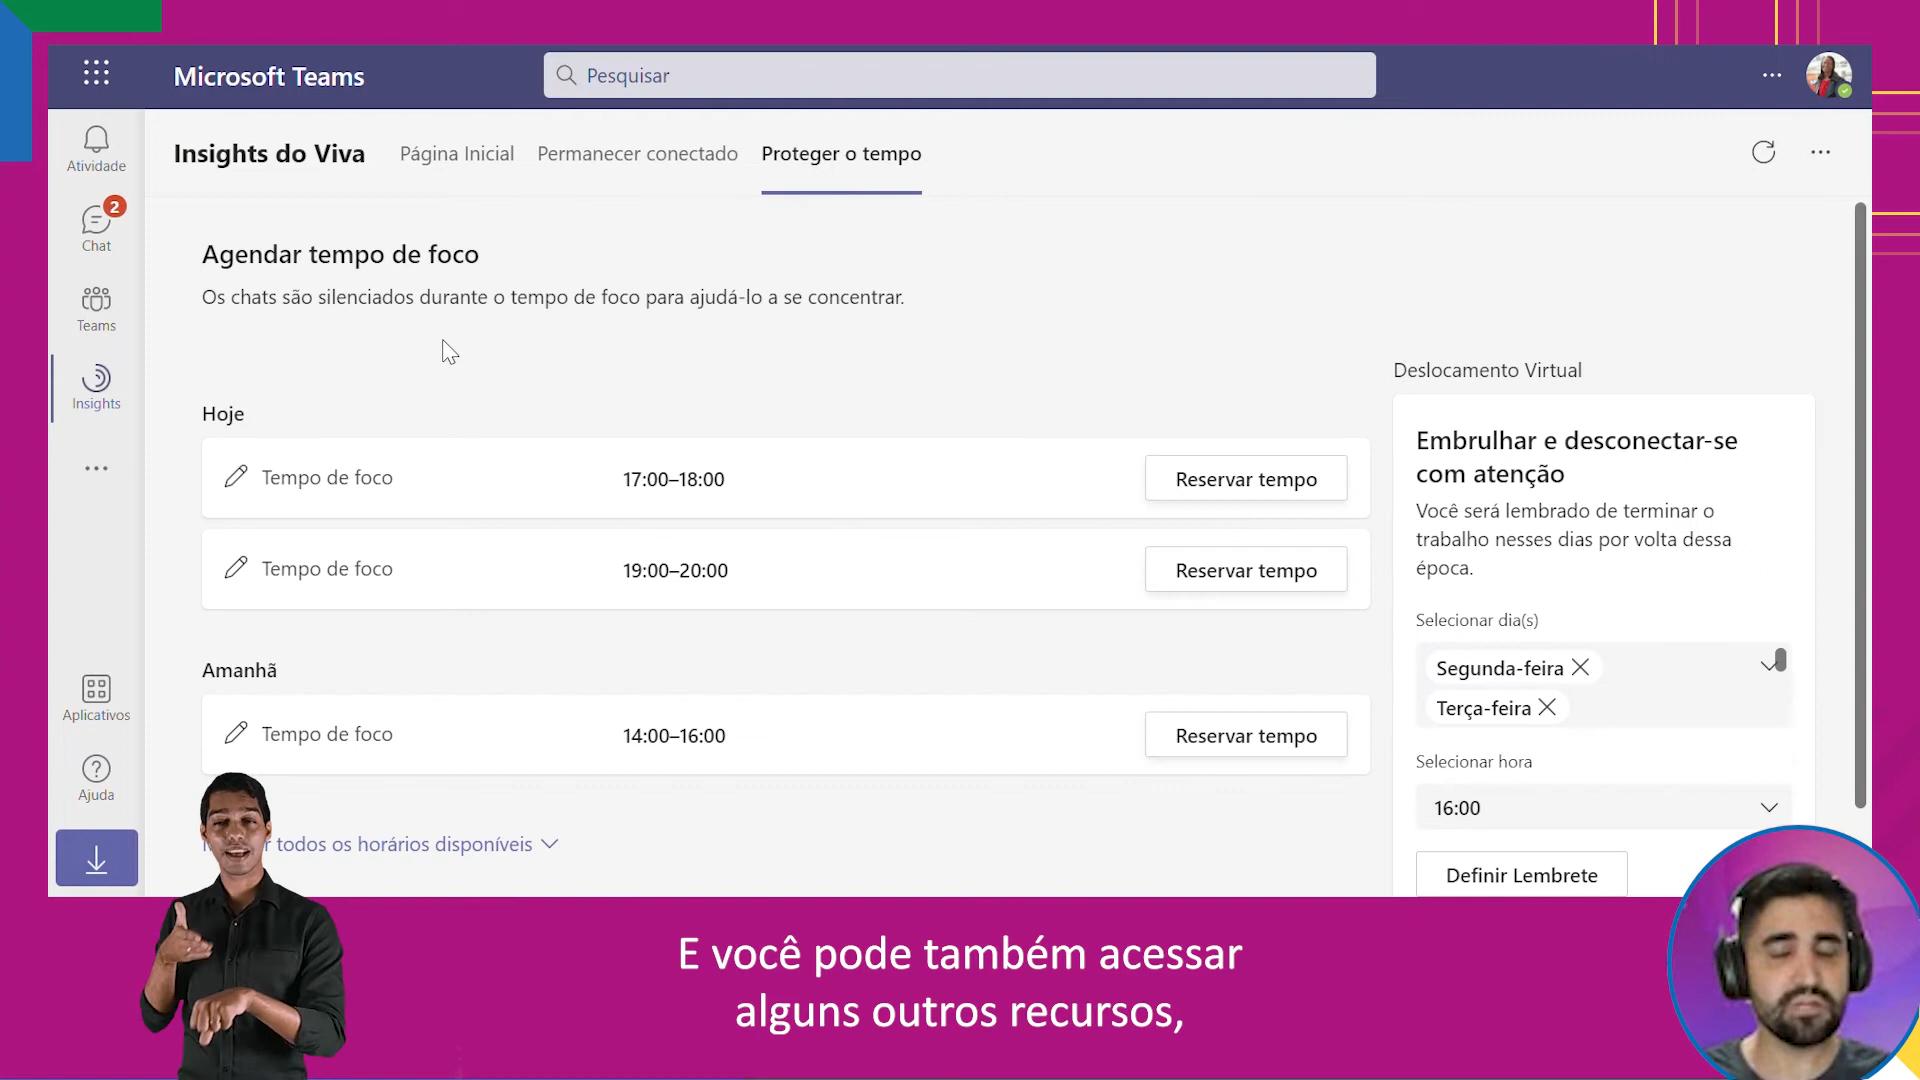 Microsoft Teams
Pesquisar
Atividade
2
Chat
Teams
Insights
Aplicativos
Ajuda
Insights do Viva
Página Inicial
Permanecer conectado
Proteger o tempo
Agendar tempo de foco
Os chats são silenciados durante o tempo de foco para ajudá-lo a se concentrar.
Hoje
Tempo de foco 17:00–18:00 Reservar tempo
Tempo de foco 19:00–20:00 Reservar tempo
Amanhã
Tempo de foco 14:00–16:00 Reservar tempo
todos os horários disponíveis
Deslocamento Virtual
Embrulhar e desconectar-se
com atenção
Você será lembrado de terminar o
trabalho nesses dias por volta dessa
época.
Selecionar dia(s)
Segunda-feira
Terça-feira
Selecionar hora
16:00
Definir Lembrete
E você pode também acessar
alguns outros recursos,